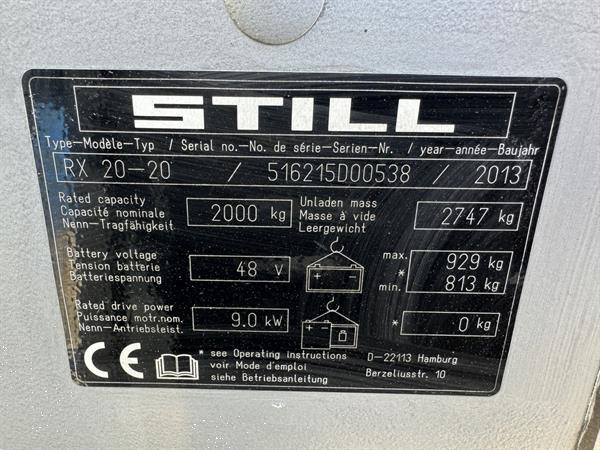 STILL
Type-Modèle-Typ / Serial no.-No. de série-Serien-Nr. / year-année-Baujahr
RX 20-20 / 516215D00538 / 2013
Rated capacity
Capacité nominale
Nenn-Tragfähigkeit
2000 kg
Unladen mass
Masse à vide
Leergewicht
2747 kg
Battery voltage
Tension batterie
Batteriespannung
48 V
max. 929 kg
*
min. 813 kg
Rated drive power
Puissance motr.nom.
Nenn-Antriebsleist.
9.0 kW
* 0 kg
CE
* see Operating instructions
voir Mode d'emploi
siehe Betriebsanleitung
D-22113 Hamburg
Berzeliusstr. 10